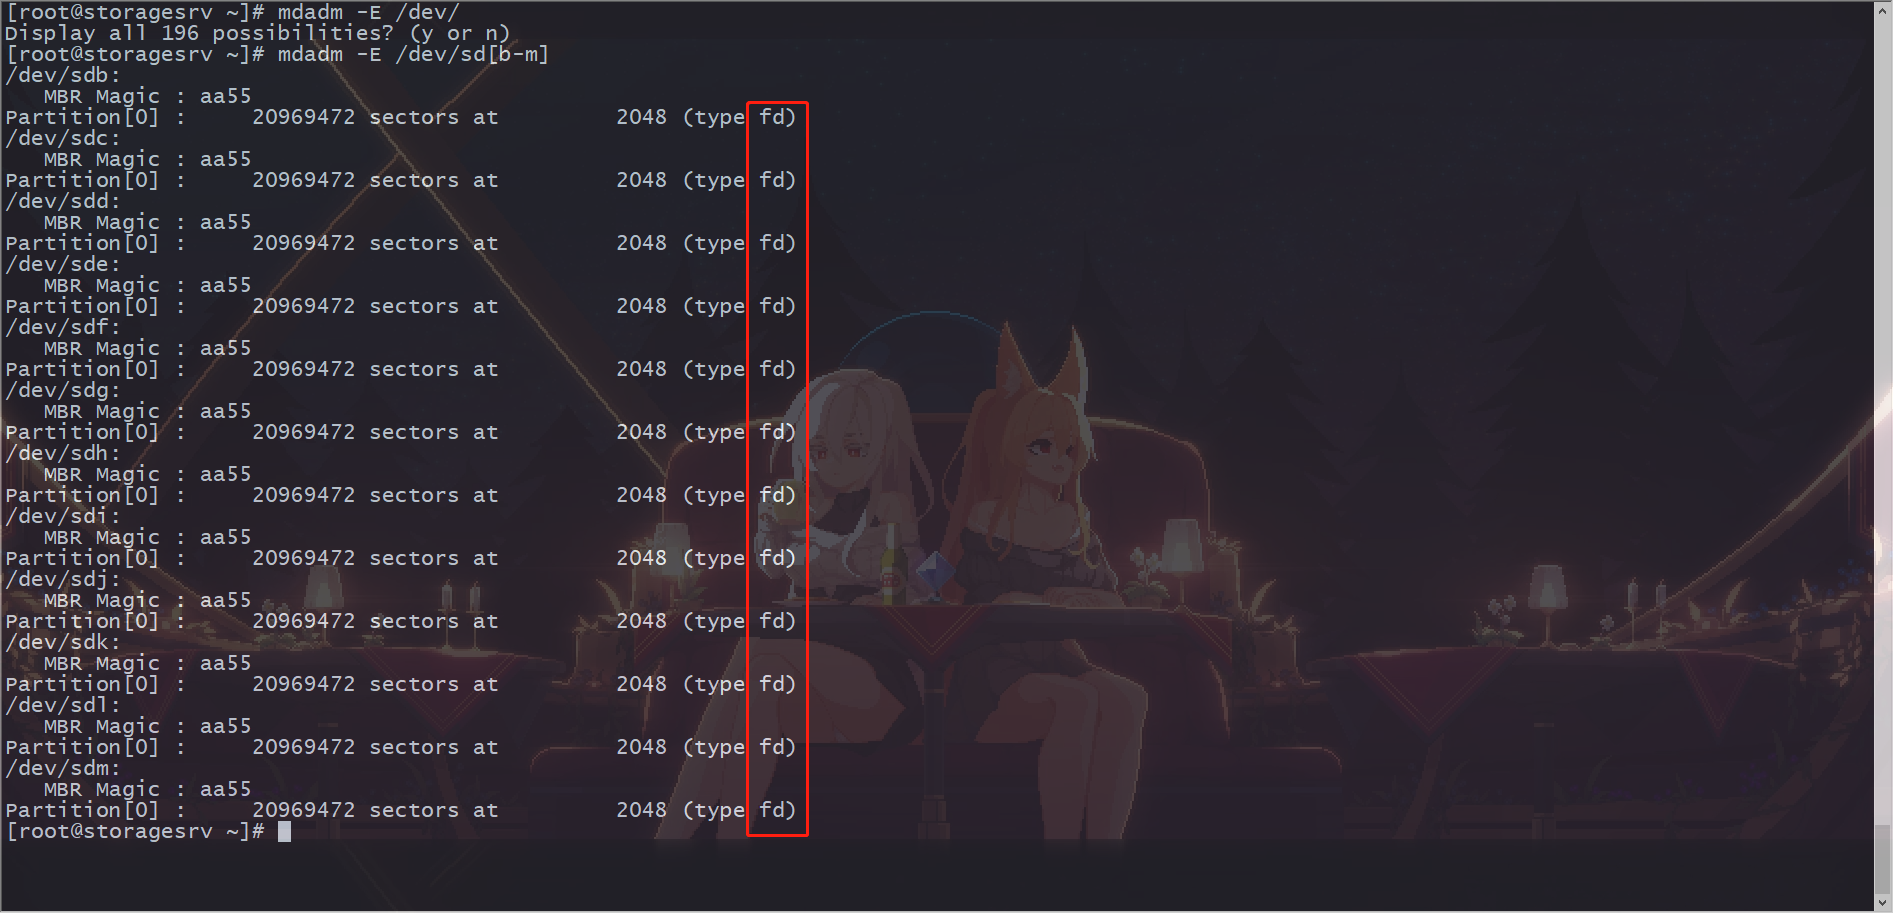 [root@storagesrv ~]# mdadm -E /dev/
Display all 196 possibilities? (y or n)
[root@storagesrv ~]# mdadm -E /dev/sd[b-m]
/dev/sdb:
   MBR Magic : aa55
Partition[0] :     20969472 sectors at         2048 (type fd)
/dev/sdc:
   MBR Magic : aa55
Partition[0] :     20969472 sectors at         2048 (type fd)
/dev/sdd:
   MBR Magic : aa55
Partition[0] :     20969472 sectors at         2048 (type fd)
/dev/sde:
   MBR Magic : aa55
Partition[0] :     20969472 sectors at         2048 (type fd)
/dev/sdf:
   MBR Magic : aa55
Partition[0] :     20969472 sectors at         2048 (type fd)
/dev/sdg:
   MBR Magic : aa55
Partition[0] :     20969472 sectors at         2048 (type fd)
/dev/sdh:
   MBR Magic : aa55
Partition[0] :     20969472 sectors at         2048 (type fd)
/dev/sdi:
   MBR Magic : aa55
Partition[0] :     20969472 sectors at         2048 (type fd)
/dev/sdj:
   MBR Magic : aa55
Partition[0] :     20969472 sectors at         2048 (type fd)
/dev/sdk:
   MBR Magic : aa55
Partition[0] :     20969472 sectors at         2048 (type fd)
/dev/sdl:
   MBR Magic : aa55
Partition[0] :     20969472 sectors at         2048 (type fd)
/dev/sdm:
   MBR Magic : aa55
Partition[0] :     20969472 sectors at         2048 (type fd)
[root@storagesrv ~]#